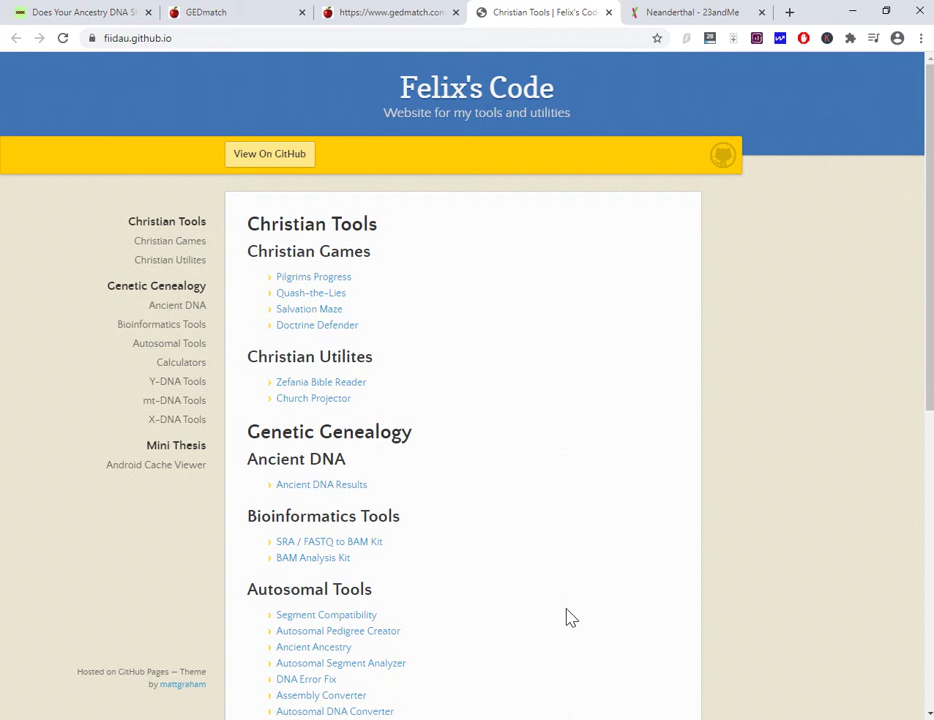 Does Your Ancestry DNA S
GEDmatch
https://www.gedmatch.con
Christian Tools | Felix's Cod
Neanderthal - 23andMe
fiidau.github.io
Felix's Code
Website for my tools and utilities
View On GitHub
Christian Tools
Christian Games
Christian Utilites
Genetic Genealogy
Ancient DNA
Bioinformatics Tools
Autosomal Tools
Calculators
Y-DNA Tools
mt-DNA Tools
X-DNA Tools
Mini Thesis
Android Cache Viewer
Hosted on GitHub Pages — Theme
by mattgraham
Christian Tools
Christian Games
Pilgrims Progress
Quash-the-Lies
Salvation Maze
Doctrine Defender
Christian Utilites
Zefania Bible Reader
Church Projector
Genetic Genealogy
Ancient DNA
Ancient DNA Results
Bioinformatics Tools
SRA / FASTQ to BAM Kit
BAM Analysis Kit
Autosomal Tools
Segment Compatibility
Autosomal Pedigree Creator
Ancient Ancestry
Autosomal Segment Analyzer
DNA Error Fix
Assembly Converter
Autosomal DNA Converter